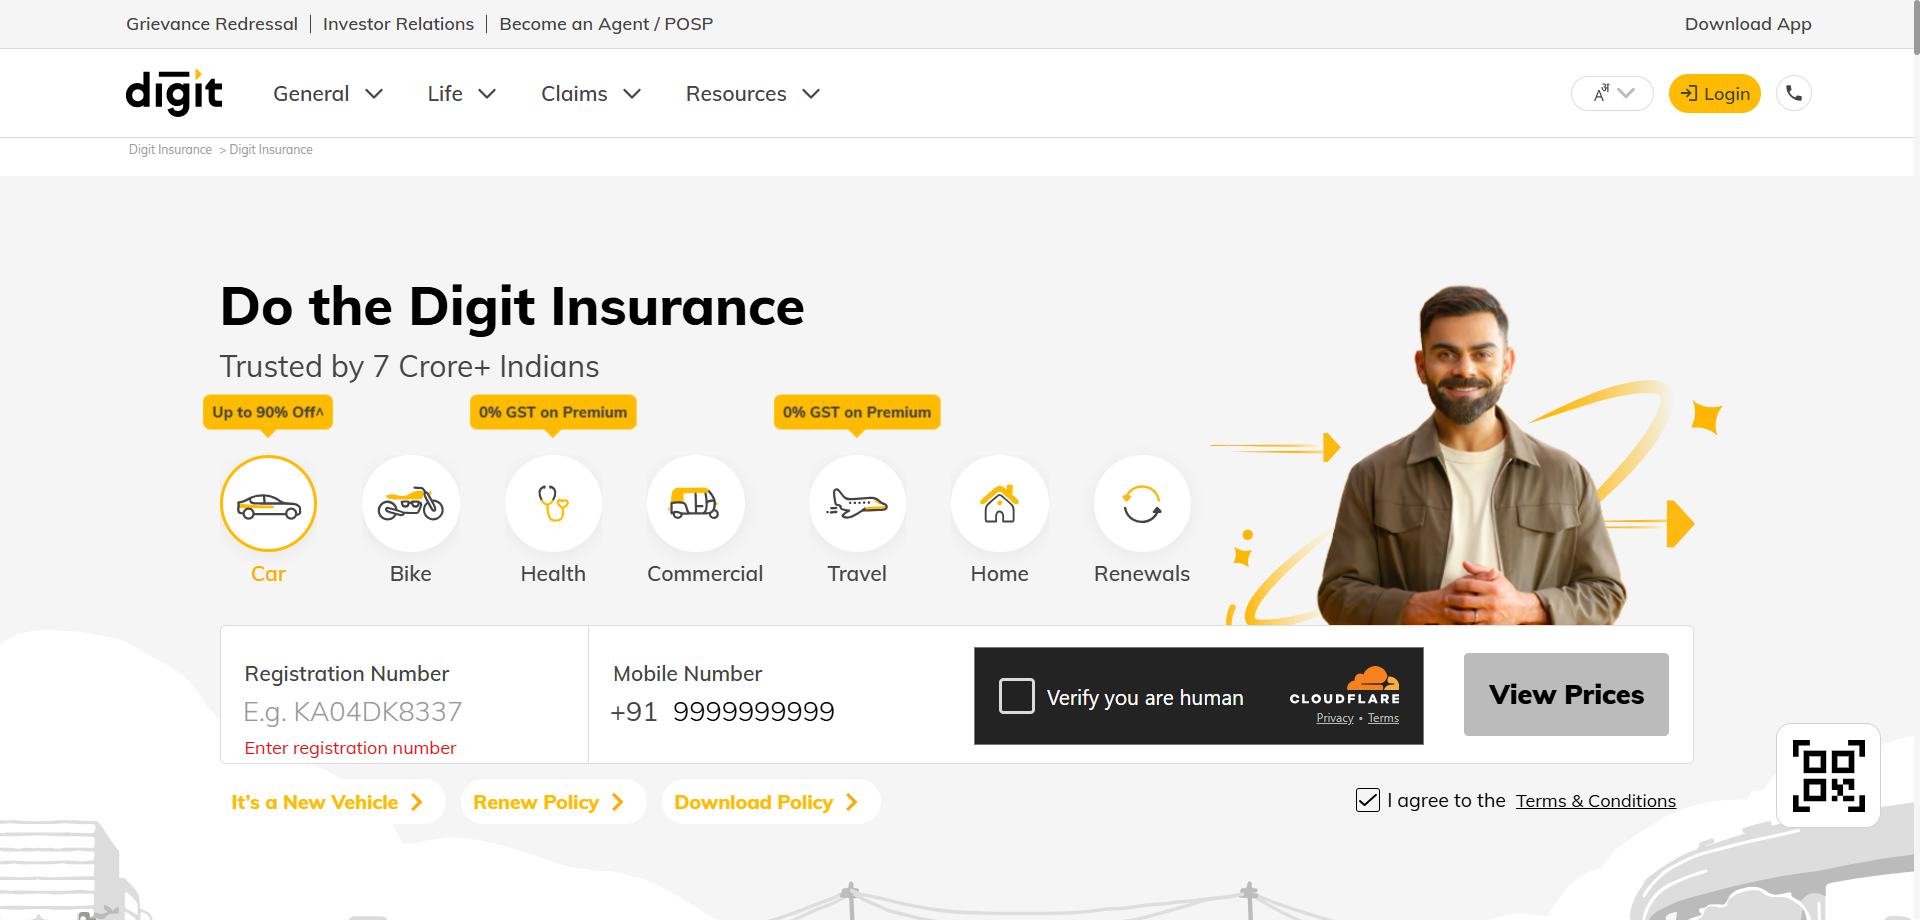 Grievance Redressal
Investor Relations
Become an Agent / POSP
Download App
digit
General
Life
Claims
Resources
Aअ
Login
Digit Insurance > Digit Insurance
Do the Digit Insurance
Trusted by 7 Crore+ Indians
Up to 90% Off^
0% GST on Premium
0% GST on Premium
Car
Bike
Health
Commercial
Travel
Home
Renewals
Registration Number
E.g. KA04DK8337
Enter registration number
Mobile Number
+91 9999999999
Verify you are human
CLOUDFLARE
Privacy • Terms
View Prices
It's a New Vehicle
Renew Policy
Download Policy
I agree to the Terms & Conditions